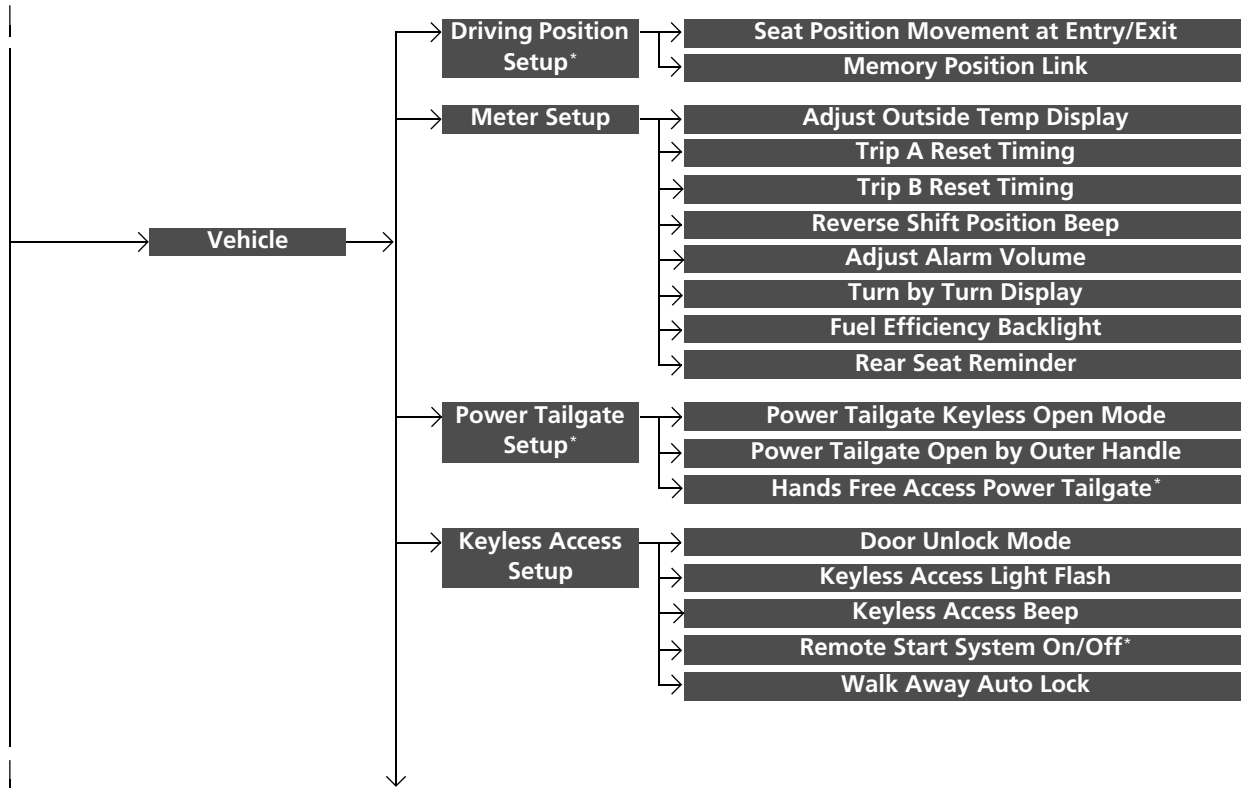 Driving Position
Setup*
Seat Position Movement at Entry/Exit
Memory Position Link
Meter Setup
Adjust Outside Temp Display
Trip A Reset Timing
Trip B Reset Timing
Reverse Shift Position Beep
Vehicle
Adjust Alarm Volume
Turn by Turn Display
Fuel Efficiency Backlight
Rear Seat Reminder
Power Tailgate
Setup*
Power Tailgate Keyless Open Mode
Power Tailgate Open by Outer Handle
Hands Free Access Power Tailgate*
Keyless Access
Setup
Door Unlock Mode
Keyless Access Light Flash
Keyless Access Beep
Remote Start System On/Off*
Walk Away Auto Lock